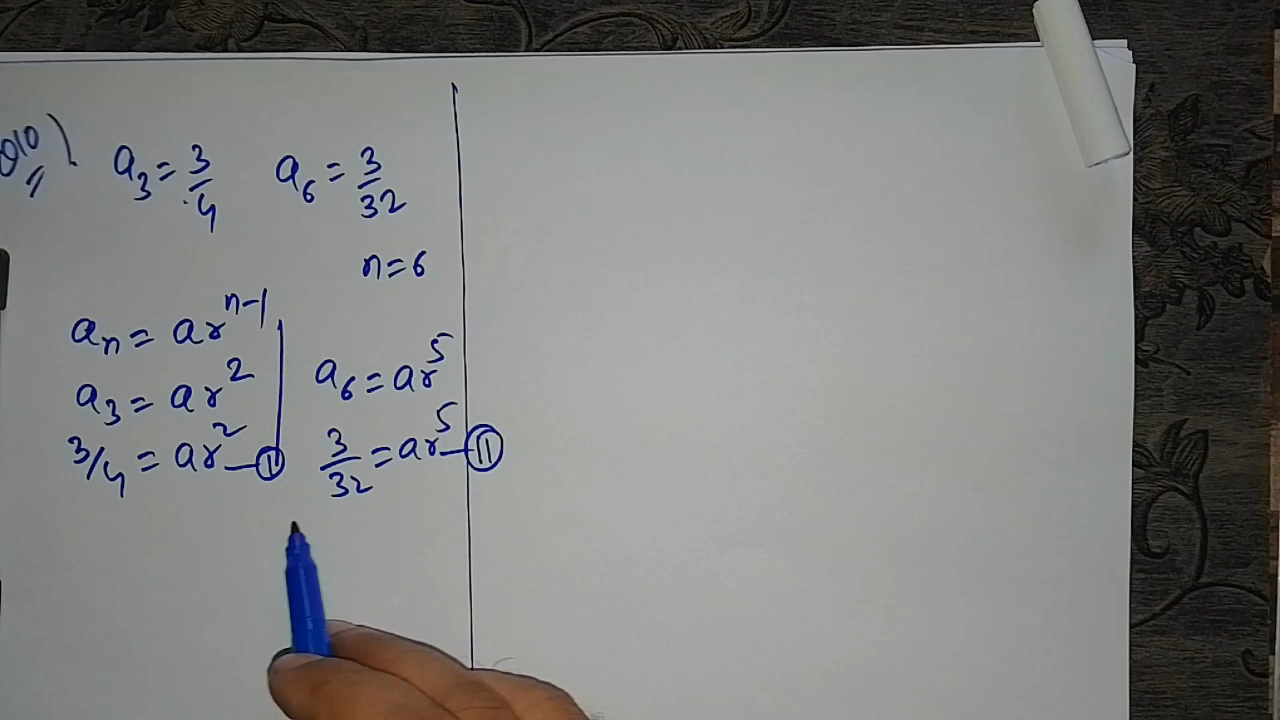 Q10)
a₃ = 3/4 a₆ = 3/32
n = 6
aₙ = arⁿ⁻¹
a₃ = ar² a₆ = ar⁵
3/4 = ar² — Ⓘ 3/32 = ar⁵ — Ⅱ